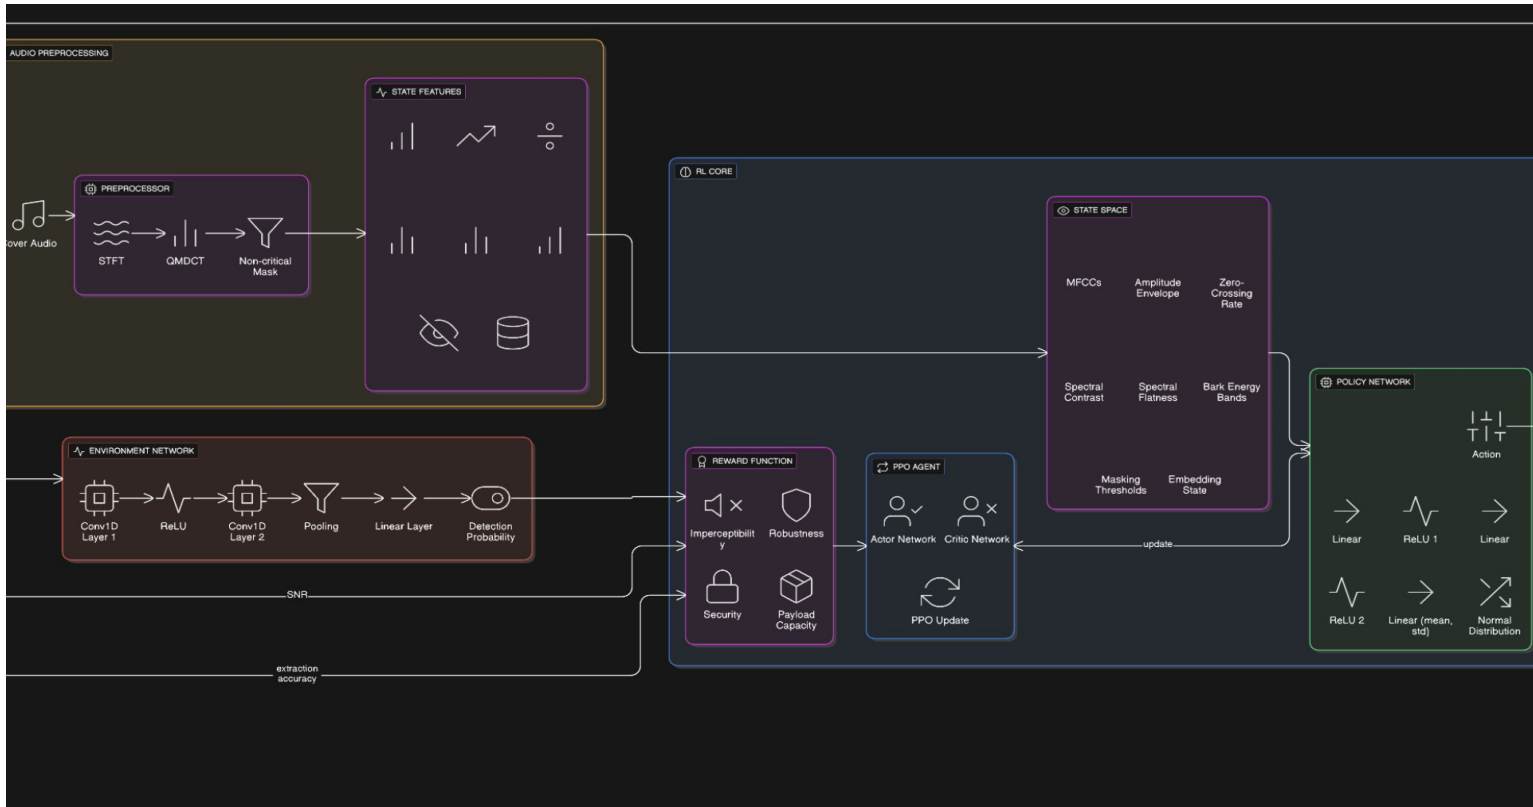 AUDIO PREPROCESSING
STATE FEATURES
PREPROCESSOR
over Audio
STFT
QMDCT
Non-critical
Mask
RL CORE
STATE SPACE
MFCCs
Amplitude
Envelope
Zero-
Crossing
Rate
Spectral
Contrast
Spectral
Flatness
Bark Energy
Bands
Masking
Thresholds
Embedding
State
ENVIRONMENT NETWORK
Conv1D
Layer 1
ReLU
Conv1D
Layer 2
Pooling
Linear Layer
Detection
Probability
SNR
extraction
accuracy
REWARD FUNCTION
Imperceptibilit
y
Robustness
Security
Payload
Capacity
PPO AGENT
Actor Network
Critic Network
PPO Update
update
POLICY NETWORK
Action
Linear
ReLU 1
Linear
ReLU 2
Linear (mean,
std)
Normal
Distribution